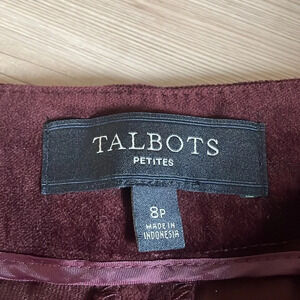 TALBOTS
PETITES
8P
MADE IN
INDONESIA